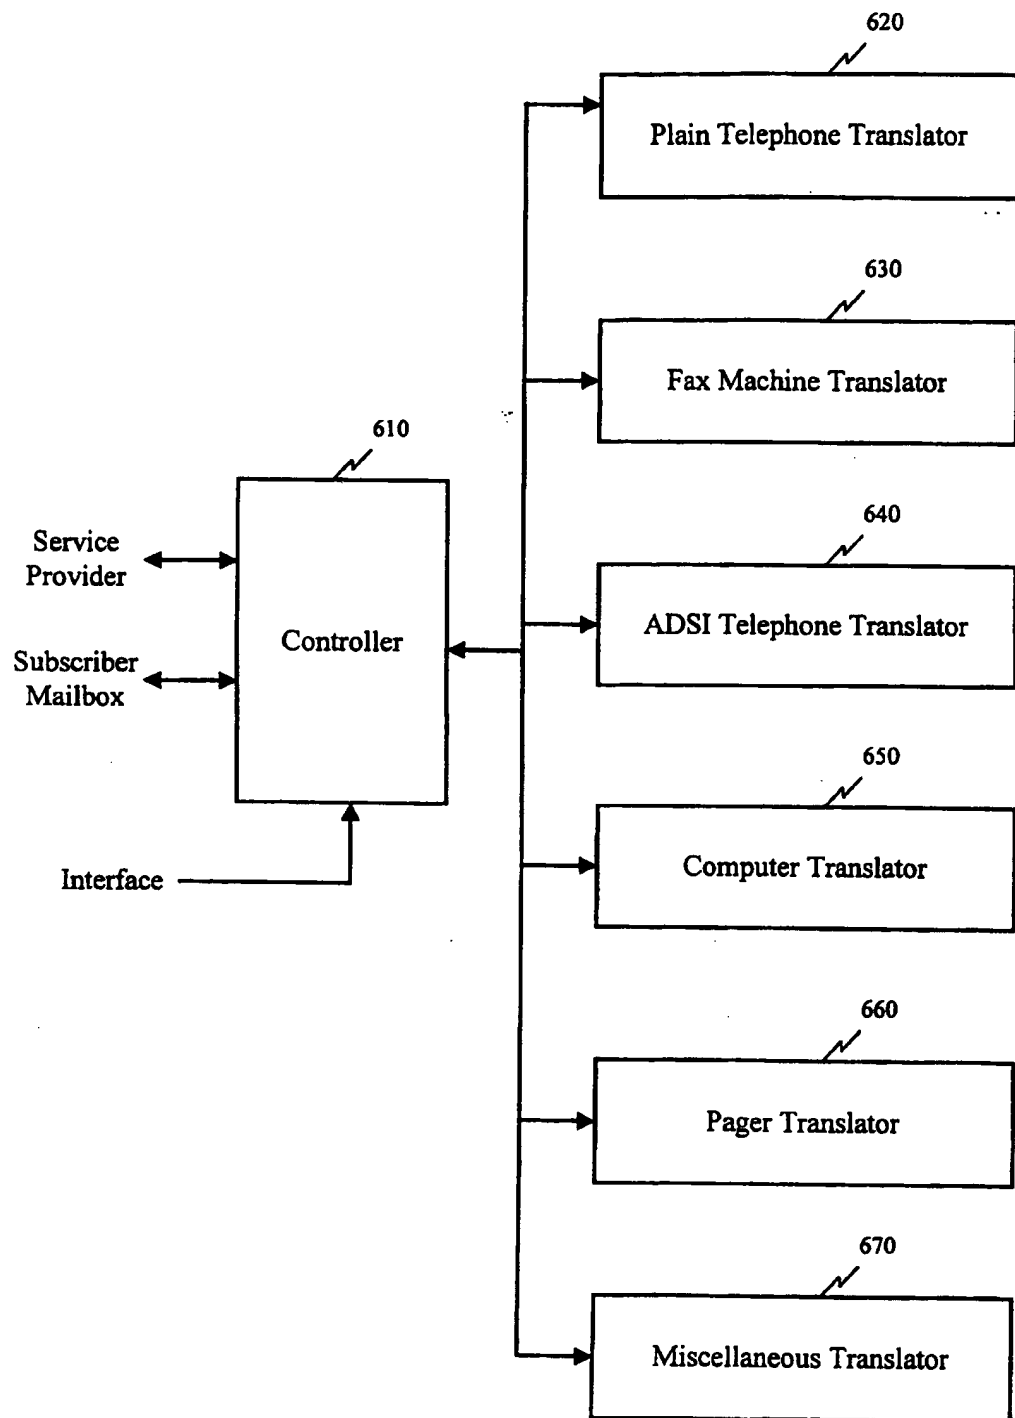 620
Plain Telephone Translator
630
Fax Machine Translator
610
Service
Provider
Subscriber
Mailbox
Controller
Interface
640
ADSI Telephone Translator
650
Computer Translator
660
Pager Translator
670
Miscellaneous Translator